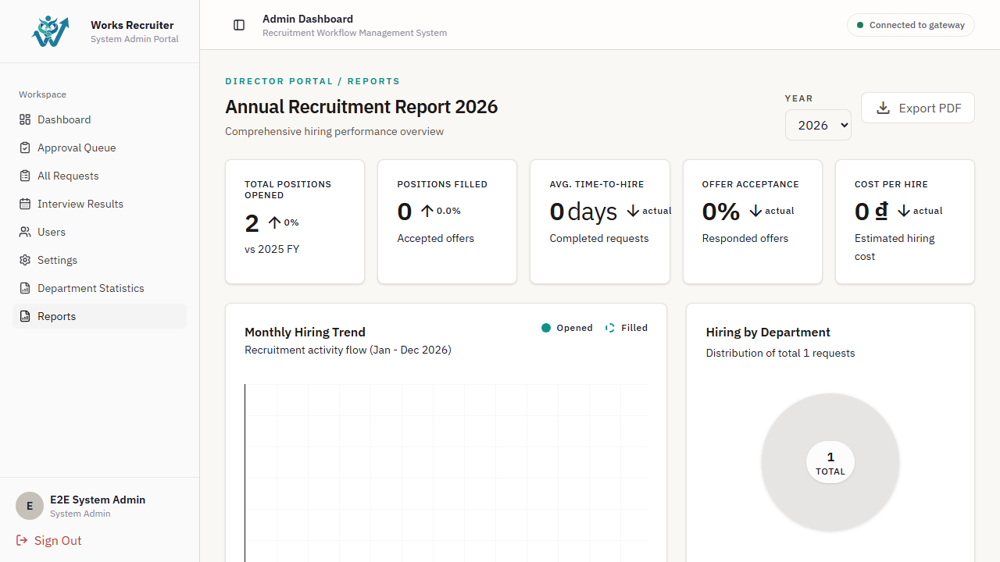 Works Recruiter
System Admin Portal
Workspace
Dashboard
Approval Queue
All Requests
Interview Results
Users
Settings
Department Statistics
Reports
E
E2E System Admin
System Admin
Sign Out
Admin Dashboard
Recruitment Workflow Management System
Connected to gateway
DIRECTOR PORTAL / REPORTS
Annual Recruitment Report 2026
Comprehensive hiring performance overview
YEAR
2026
Export PDF
TOTAL POSITIONS
OPENED
2 0%
vs 2025 FY
POSITIONS FILLED
0 0.0%
Accepted offers
AVG. TIME-TO-HIRE
0 days actual
Completed requests
OFFER ACCEPTANCE
0% actual
Responded offers
COST PER HIRE
0 ₫ actual
Estimated hiring
cost
Monthly Hiring Trend
Recruitment activity flow (Jan - Dec 2026)
Opened
Filled
Hiring by Department
Distribution of total 1 requests
1
TOTAL